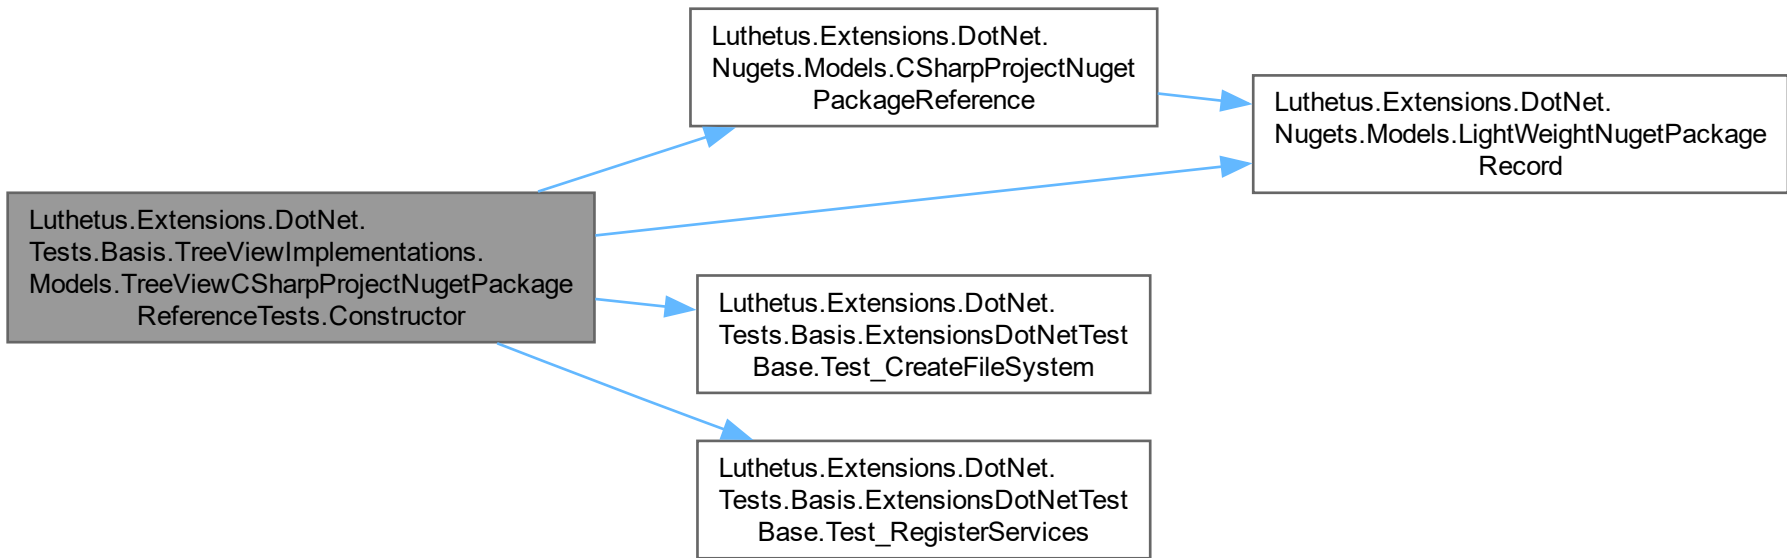 Luthetus.Extensions.DotNet.
Nugets.Models.CSharpProjectNuget
PackageReference
Luthetus.Extensions.DotNet.
Nugets.Models.LightWeightNugetPackage
Record
Luthetus.Extensions.DotNet.
Tests.Basis.TreeViewImplementations.
Models.TreeViewCSharpProjectNugetPackage
ReferenceTests.Constructor
Luthetus.Extensions.DotNet.
Tests.Basis.ExtensionsDotNetTest
Base.Test_CreateFileSystem
Luthetus.Extensions.DotNet.
Tests.Basis.ExtensionsDotNetTest
Base.Test_RegisterServices